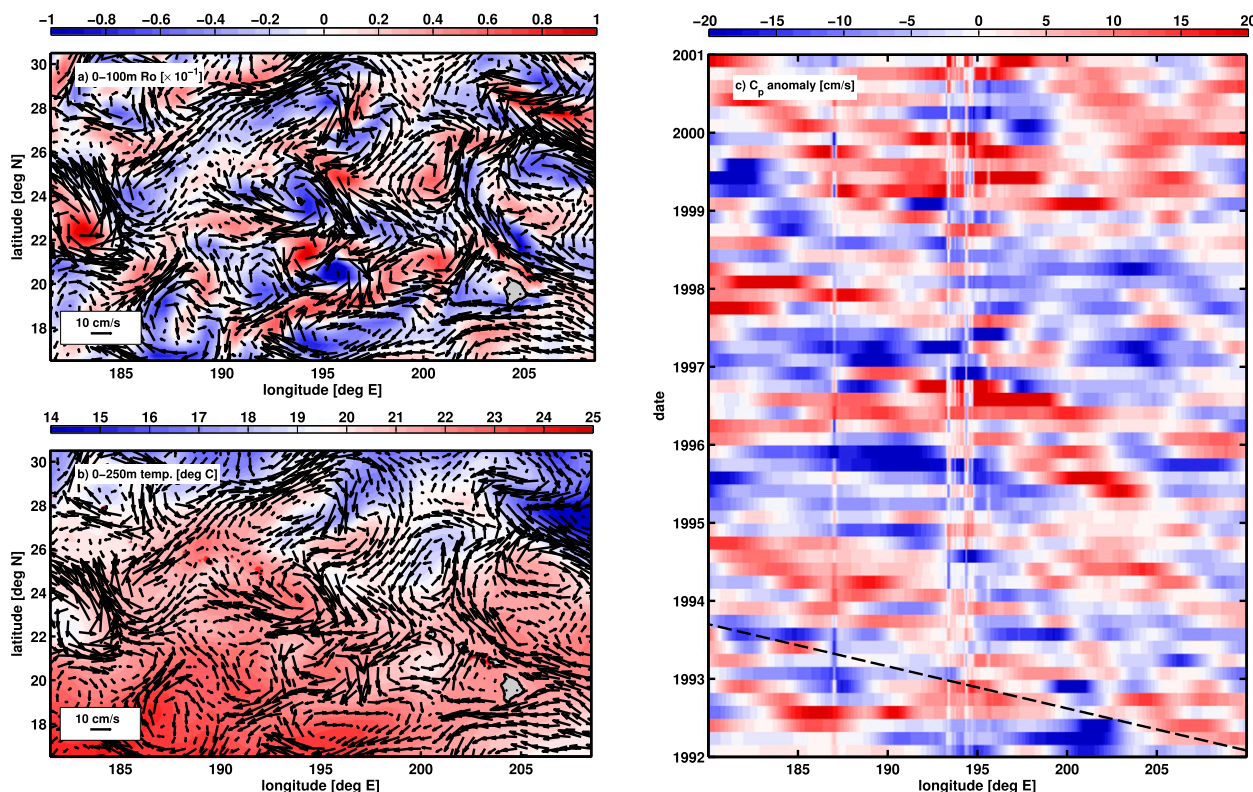 −1 −0.8 −0.6 −0.4 −0.2 0 0.2 0.4 0.6 0.8 1
a) 0−100m Ro [× 10⁻¹]
30
28
26
24
22
20
18
latitude [deg N]
10 cm/s
185 190 195 200 205
longitude [deg E]
14 15 16 17 18 19 20 21 22 23 24 25
b) 0−250m temp. [deg C]
30
28
26
24
22
20
18
latitude [deg N]
10 cm/s
185 190 195 200 205
longitude [deg E]
−20 −15 −10 −5 0 5 10 15 20
c) Cp anomaly [cm/s]
2001
2000
1999
1998
1997
1996
1995
1994
1993
1992
date
185 190 195 200 205
longitude [deg E]